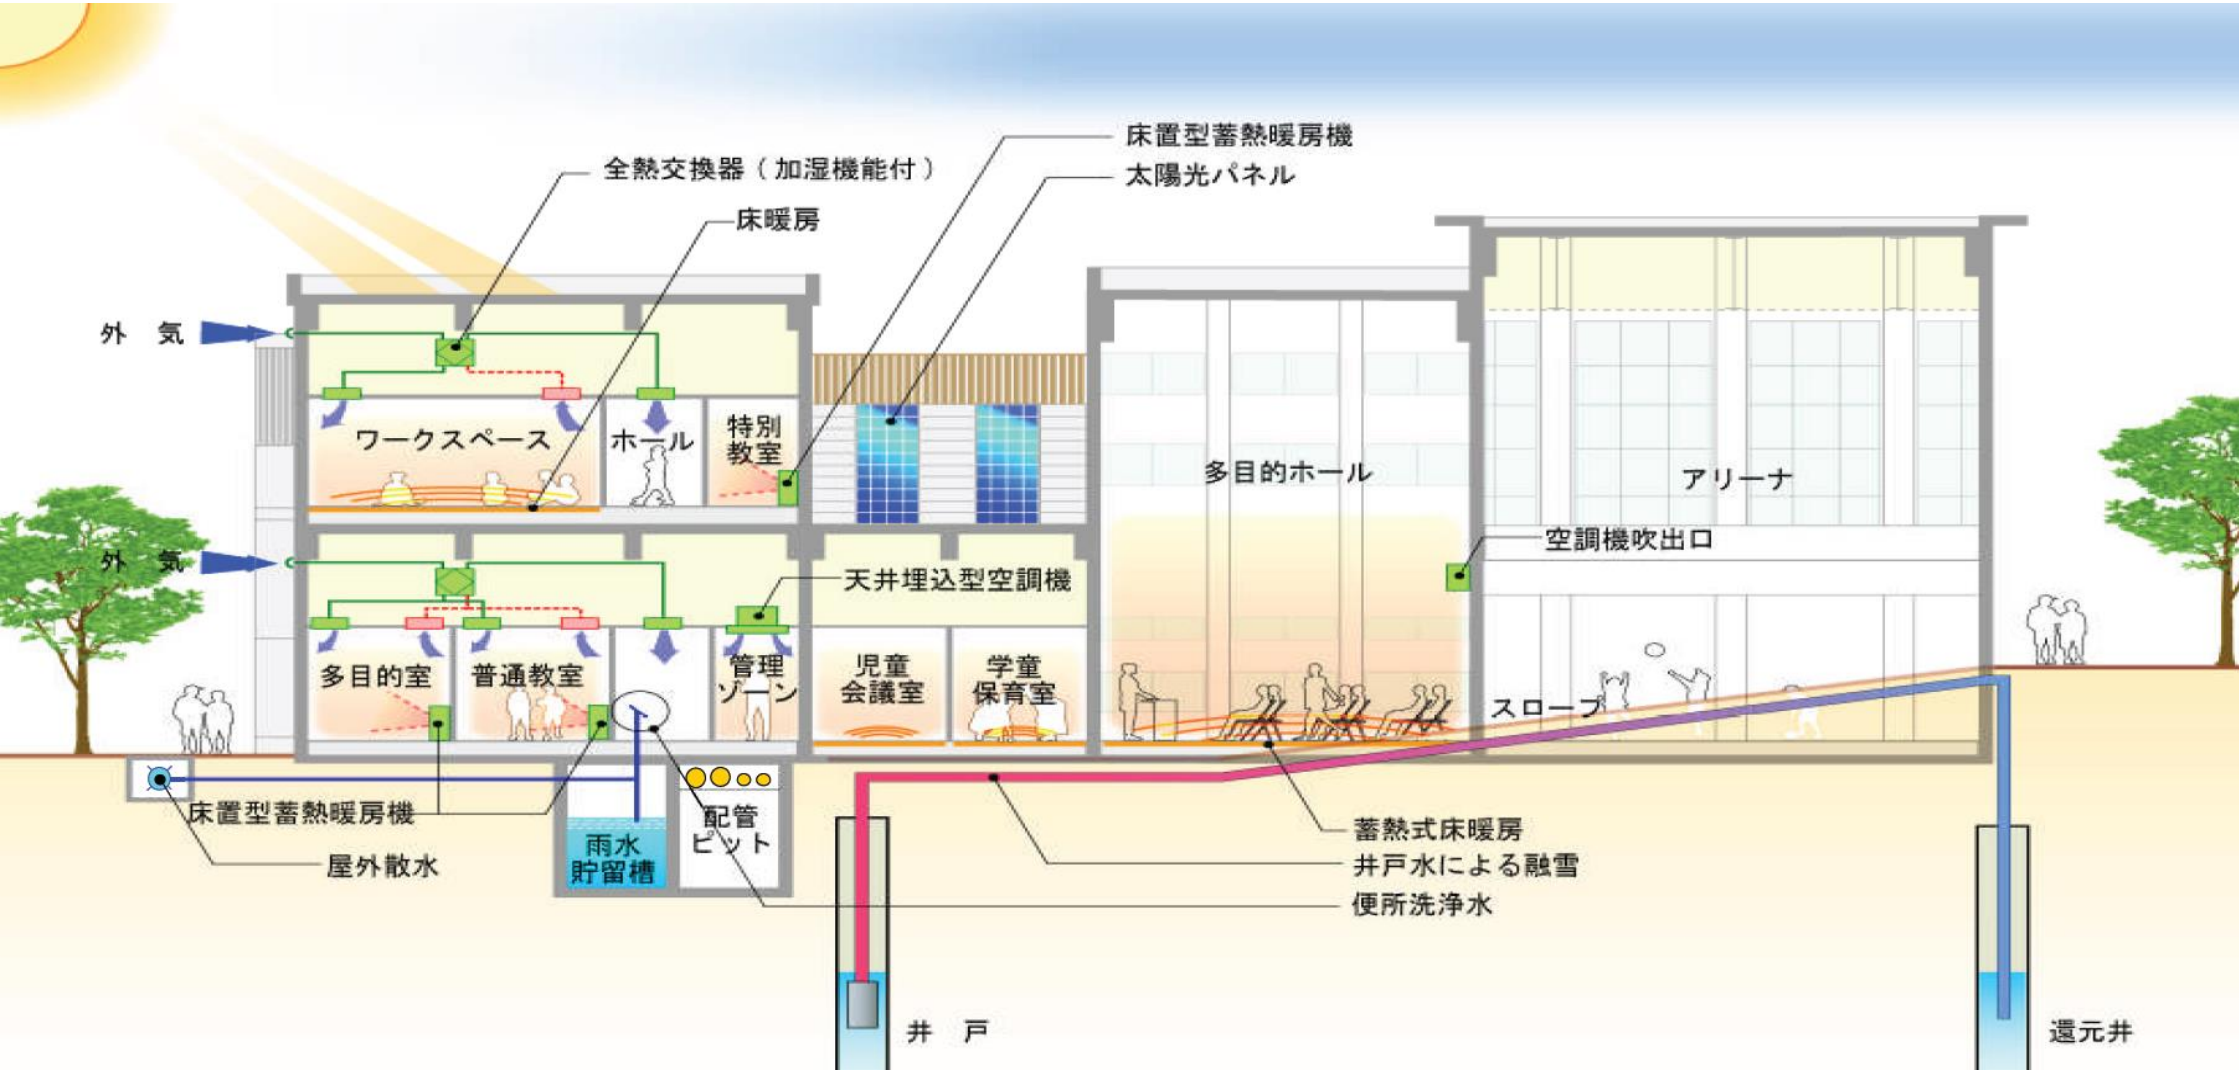 床置型蓄熱暖房機
太陽光パネル
全熱交換器（加湿機能付）
床暖房
外　気
ワークスペース
ホール
特別
教室
多目的ホール
アリーナ
空調機吹出口
外　気
天井埋込型空調機
多目的室
普通教室
管理
ゾーン
児童
会議室
学童
保育室
スロープ
床置型蓄熱暖房機
屋外散水
雨水
貯留槽
配管
ピット
蓄熱式床暖房
井戸水による融雪
便所洗浄水
井　戸
還元井